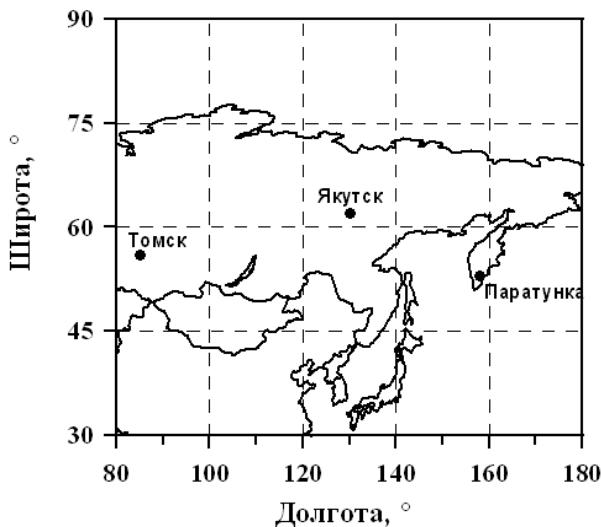 90
75
60
45
30
Широта, °
Якутск
Томск
Паратунка
80 100 120 140 160 180
Долгота, °